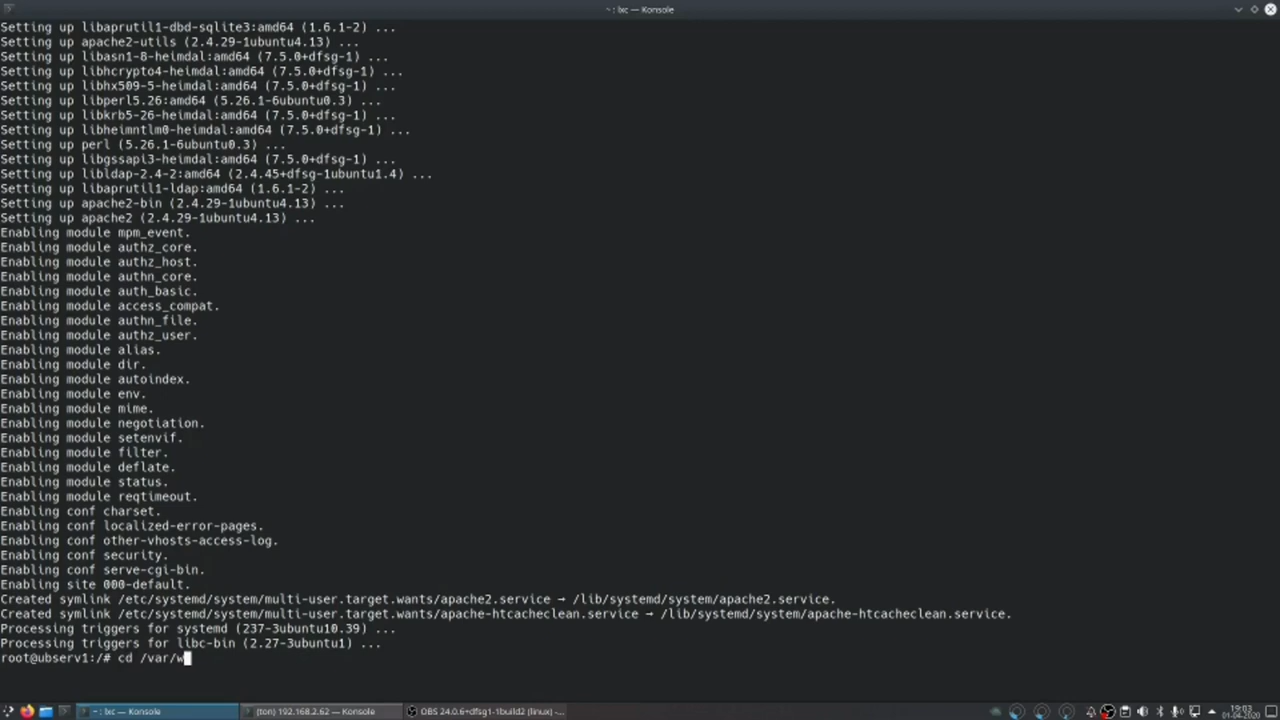 ~ : lxc — Konsole
Setting up libaprutil1-dbd-sqlite3:amd64 (1.6.1-2) ...
Setting up apache2-utils (2.4.29-1ubuntu4.13) ...
Setting up libasn1-8-heimdal:amd64 (7.5.0+dfsg-1) ...
Setting up libhcrypto4-heimdal:amd64 (7.5.0+dfsg-1) ...
Setting up libhx509-5-heimdal:amd64 (7.5.0+dfsg-1) ...
Setting up libperl5.26:amd64 (5.26.1-6ubuntu0.3) ...
Setting up libkrb5-26-heimdal:amd64 (7.5.0+dfsg-1) ...
Setting up libheimntlm0-heimdal:amd64 (7.5.0+dfsg-1) ...
Setting up perl (5.26.1-6ubuntu0.3) ...
Setting up libgssapi3-heimdal:amd64 (7.5.0+dfsg-1) ...
Setting up libldap-2.4-2:amd64 (2.4.45+dfsg-1ubuntu1.4) ...
Setting up libaprutil1-ldap:amd64 (1.6.1-2) ...
Setting up apache2-bin (2.4.29-1ubuntu4.13) ...
Setting up apache2 (2.4.29-1ubuntu4.13) ...
Enabling module mpm_event.
Enabling module authz_core.
Enabling module authz_host.
Enabling module authn_core.
Enabling module auth_basic.
Enabling module access_compat.
Enabling module authn_file.
Enabling module authz_user.
Enabling module alias.
Enabling module dir.
Enabling module autoindex.
Enabling module env.
Enabling module mime.
Enabling module negotiation.
Enabling module setenvif.
Enabling module filter.
Enabling module deflate.
Enabling module status.
Enabling module reqtimeout.
Enabling conf charset.
Enabling conf localized-error-pages.
Enabling conf other-vhosts-access-log.
Enabling conf security.
Enabling conf serve-cgi-bin.
Enabling site 000-default.
Created symlink /etc/systemd/system/multi-user.target.wants/apache2.service → /lib/systemd/system/apache2.service.
Created symlink /etc/systemd/system/multi-user.target.wants/apache-htcacheclean.service → /lib/systemd/system/apache-htcacheclean.service.
Processing triggers for systemd (237-3ubuntu10.39) ...
Processing triggers for libc-bin (2.27-3ubuntu1) ...
root@ubserv1:/# cd /var/w
~ : lxc — Konsole
(ton) 192.168.2.62 — Konsole
OBS 24.0.6+dfsg1-1build2 (linux) -...
19:03
01-04-2020